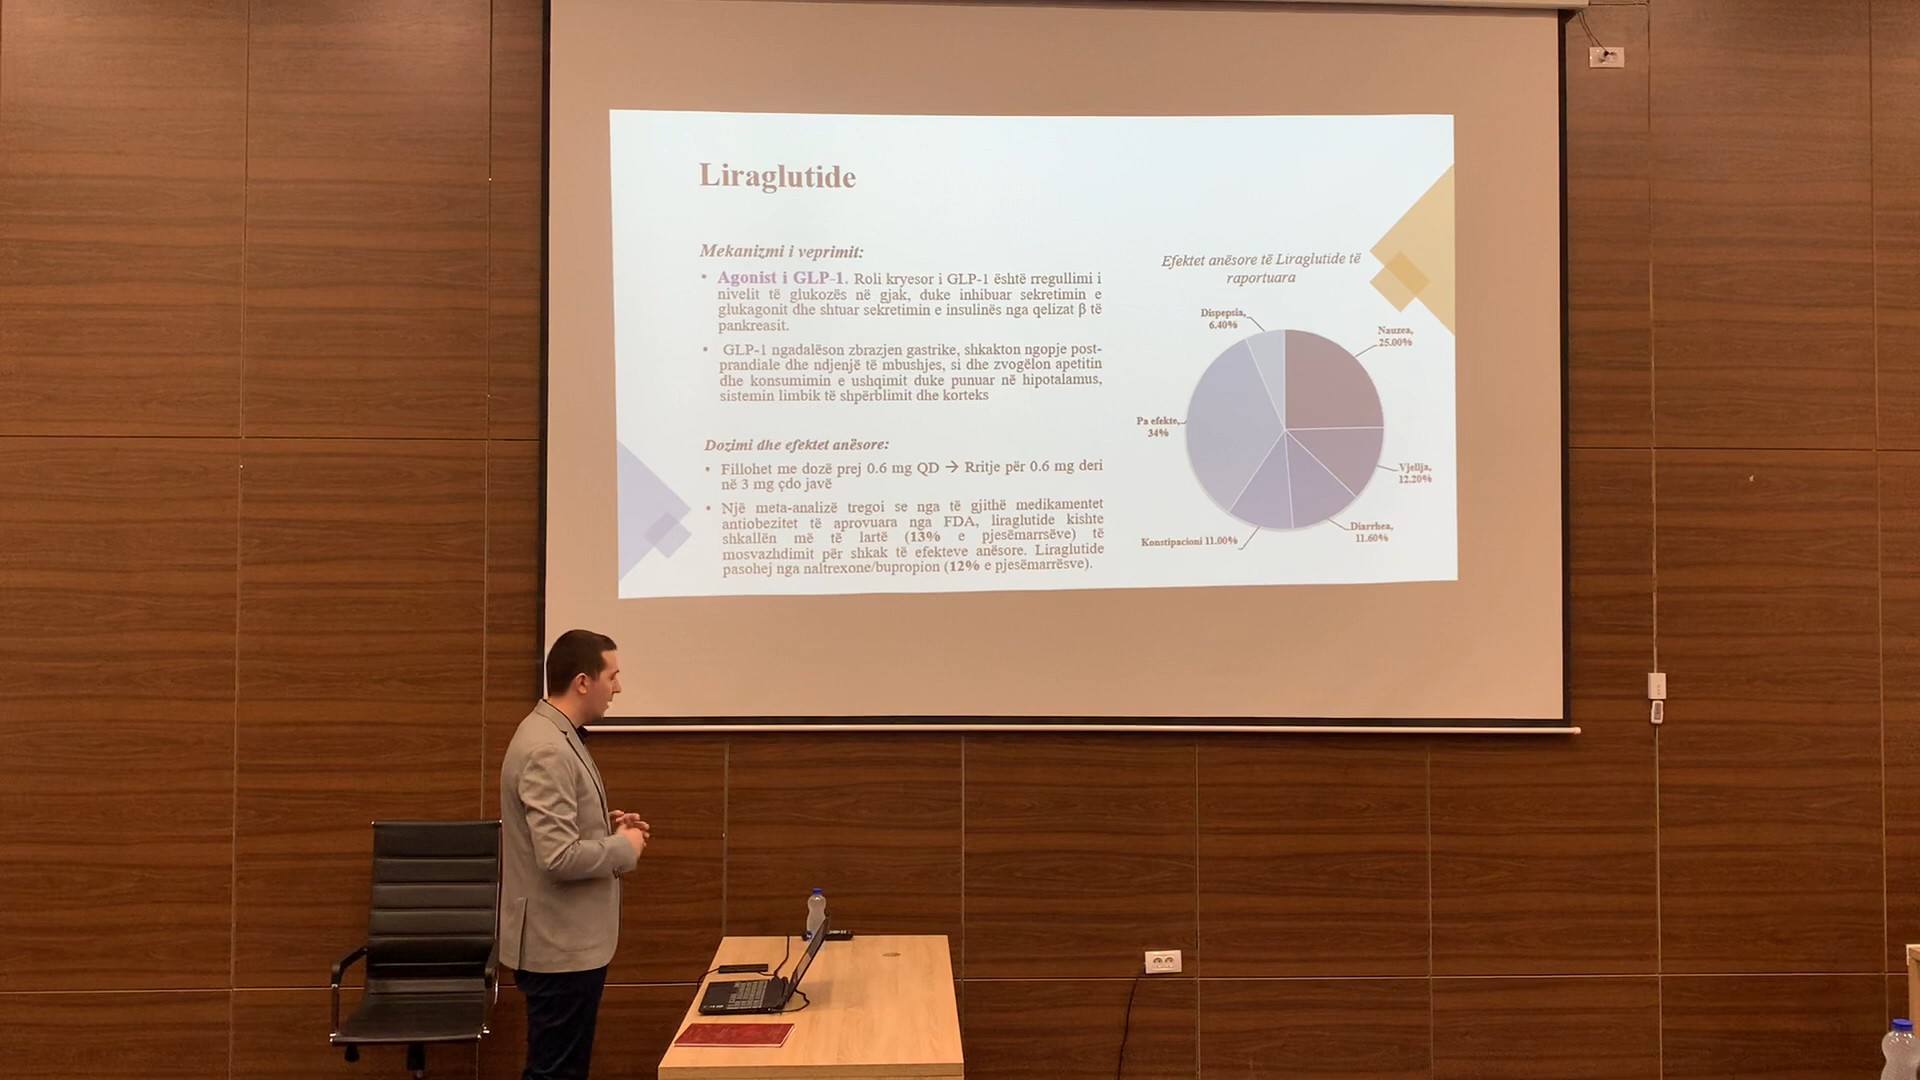 Liraglutide
Mekanizmi i veprimit:
• Agonist i GLP-1. Roli kryesor i GLP-1 është rregullimi i
nivelit të glukozës në gjak, duke inhibuar sekretimin e
glukagonit dhe shtuar sekretimin e insulinës nga qelizat β të
pankreasit.
• GLP-1 ngadalëson zbrazjen gastrike, shkakton ngopje post-
prandiale dhe ndjenjë të mbushjes, si dhe zvogëlon apetitin
dhe konsumimin e ushqimit duke punuar në hipotalamus,
sistemin limbik të shpërblimit dhe korteks
Dozimi dhe efektet anësore:
• Fillohet me dozë prej 0.6 mg QD → Rritje për 0.6 mg deri
në 3 mg çdo javë
• Një meta-analizë tregoi se nga të gjithë medikamentet
antiobezitet të aprovuara nga FDA, liraglutide kishte
shkallën më të lartë (13% e pjesëmarrsëve) të
mosvazhdimit për shkak të efekteve anësore. Liraglutide
pasohej nga naltrexone/bupropion (12% e pjesëmarrësve).
Efektet anësore të Liraglutide të
raportuara
Dispepsia,
6.40%
Nauzea,
25.00%
Pa efekte,
34%
Vjellja,
12.20%
Diarrhea,
11.60%
Konstipacioni 11.00%